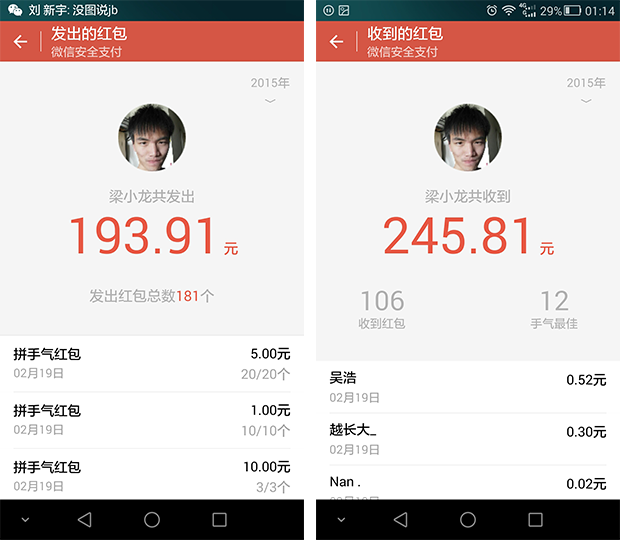 刘 新宇: 没图说jb
发出的红包
微信安全支付
2015年
梁小龙共发出
193.91 元
发出红包总数181个
拼手气红包 5.00元
02月19日 20/20个
拼手气红包 1.00元
02月19日 10/10个
拼手气红包 10.00元
02月19日 3/3个
4G 29% 01:14
收到的红包
微信安全支付
2015年
梁小龙共收到
245.81 元
106 12
收到红包 手气最佳
吴浩 0.52元
02月19日
越长大_ 0.30元
02月19日
Nan . 0.02元
02月19日